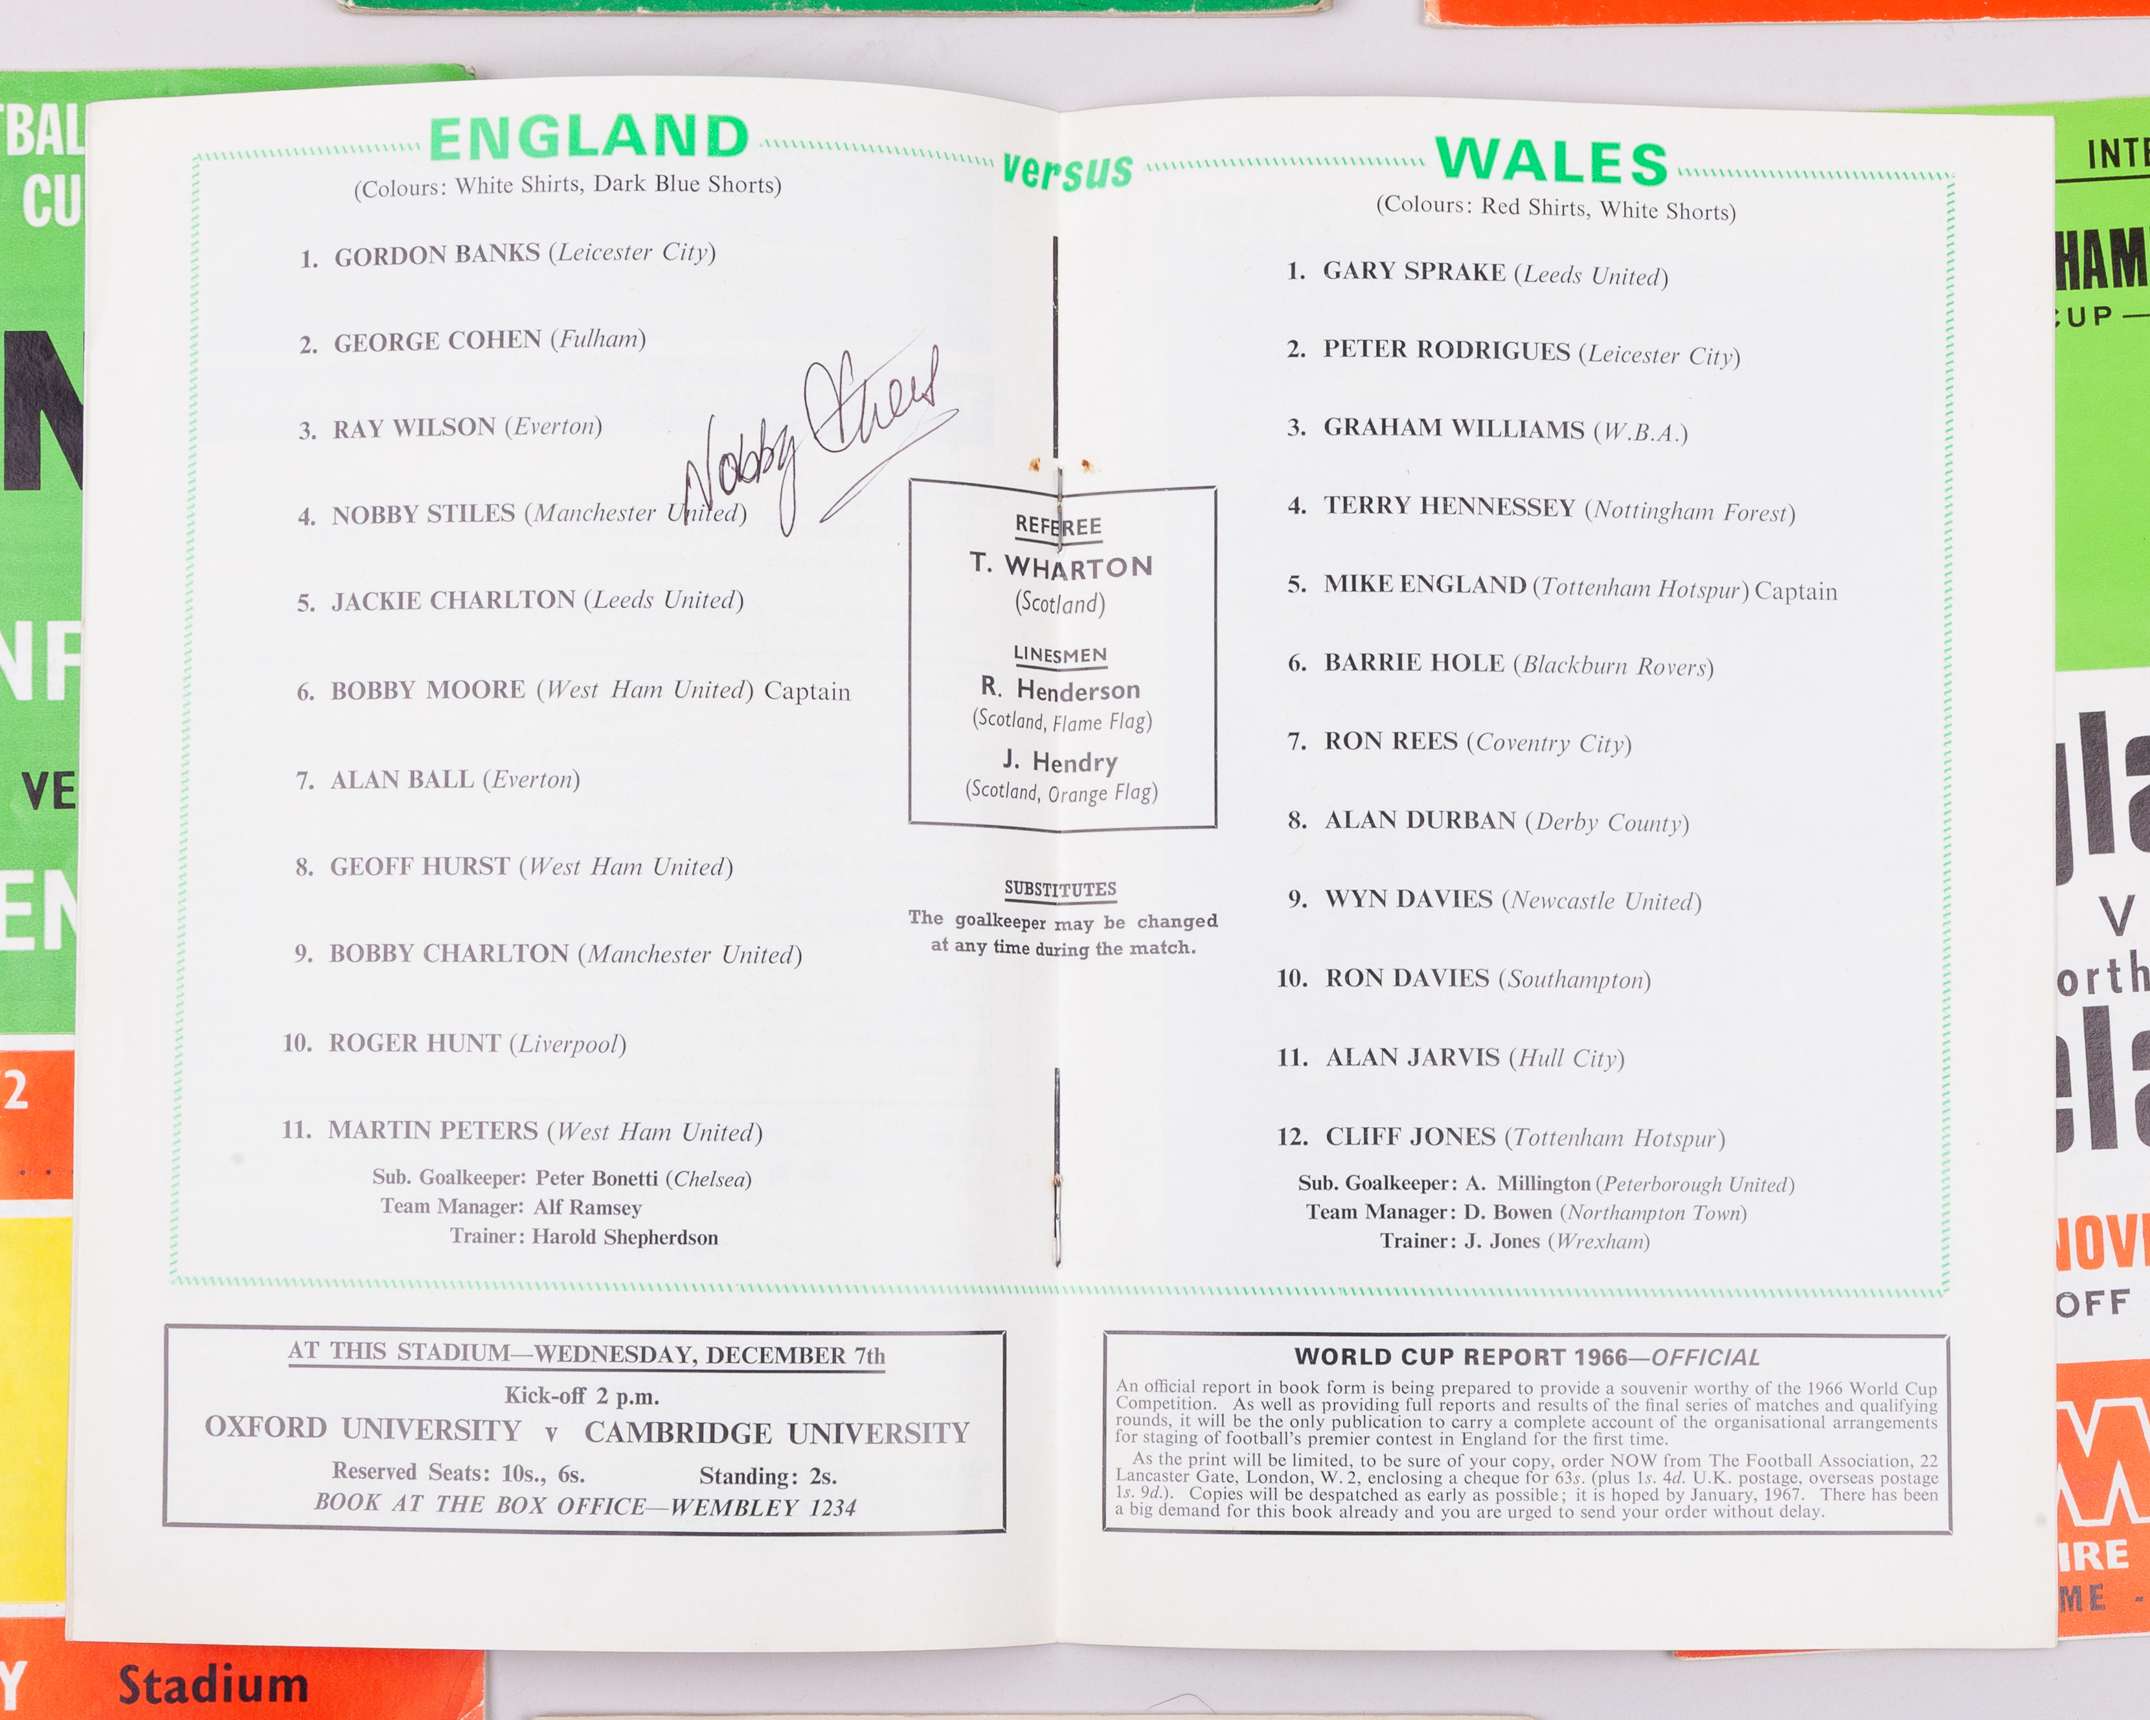 ENGLAND
versus
WALES
(Colours: White Shirts, Dark Blue Shorts)
1. GORDON BANKS (Leicester City)
2. GEORGE COHEN (Fulham)
3. RAY WILSON (Everton)
Nobby Stiles
4. NOBBY STILES (Manchester United)
5. JACKIE CHARLTON (Leeds United)
6. BOBBY MOORE (West Ham United) Captain
7. ALAN BALL (Everton)
8. GEOFF HURST (West Ham United)
9. BOBBY CHARLTON (Manchester United)
10. ROGER HUNT (Liverpool)
11. MARTIN PETERS (West Ham United)
Sub. Goalkeeper: Peter Bonetti (Chelsea)
Team Manager: Alf Ramsey
Trainer: Harold Shepherdson
REFEREE
T. WHARTON
(Scotland)
LINESMEN
R. Henderson
(Scotland, Flame Flag)
J. Hendry
(Scotland, Orange Flag)
SUBSTITUTES
The goalkeeper may be changed
at any time during the match.
(Colours: Red Shirts, White Shorts)
1. GARY SPRAKE (Leeds United)
2. PETER RODRIGUES (Leicester City)
3. GRAHAM WILLIAMS (W.B.A.)
4. TERRY HENNESSEY (Nottingham Forest)
5. MIKE ENGLAND (Tottenham Hotspur) Captain
6. BARRIE HOLE (Blackburn Rovers)
7. RON REES (Coventry City)
8. ALAN DURBAN (Derby County)
9. WYN DAVIES (Newcastle United)
10. RON DAVIES (Southampton)
11. ALAN JARVIS (Hull City)
12. CLIFF JONES (Tottenham Hotspur)
Sub. Goalkeeper: A. Millington (Peterborough United)
Team Manager: D. Bowen (Northampton Town)
Trainer: J. Jones (Wrexham)
AT THIS STADIUM—WEDNESDAY, DECEMBER 7th
Kick-off 2 p.m.
OXFORD UNIVERSITY v CAMBRIDGE UNIVERSITY
Reserved Seats: 10s., 6s. Standing: 2s.
BOOK AT THE BOX OFFICE—WEMBLEY 1234
WORLD CUP REPORT 1966—OFFICIAL
An official report in book form is being prepared to provide a souvenir worthy of the 1966 World Cup
Competition. As well as providing full reports and results of the final series of matches and qualifying
rounds, it will be the only publication to carry a complete account of the organisational arrangements
for staging of football's premier contest in England for the first time.
As the print will be limited, to be sure of your copy, order NOW from The Football Association, 22
Lancaster Gate, London, W.2, enclosing a cheque for 63s. (plus 1s. 4d. U.K. postage, overseas postage
1s. 9d.). Copies will be despatched as early as possible; it is hoped by January, 1967. There has been
a big demand for this book already and you are urged to send your order without delay.
TBAL
CU
N
NF
VE
EN
2
Y Stadium
INTE
HAM
CUP—
gla
V
orth
ela
NOV
OFF
M
IRE
ME -